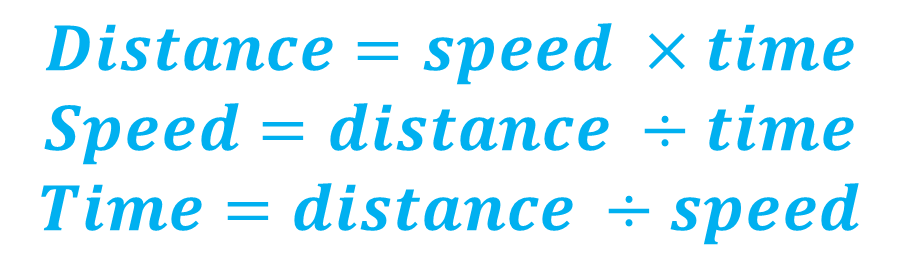 Distance = speed × time
Speed = distance ÷ time
Time = distance ÷ speed